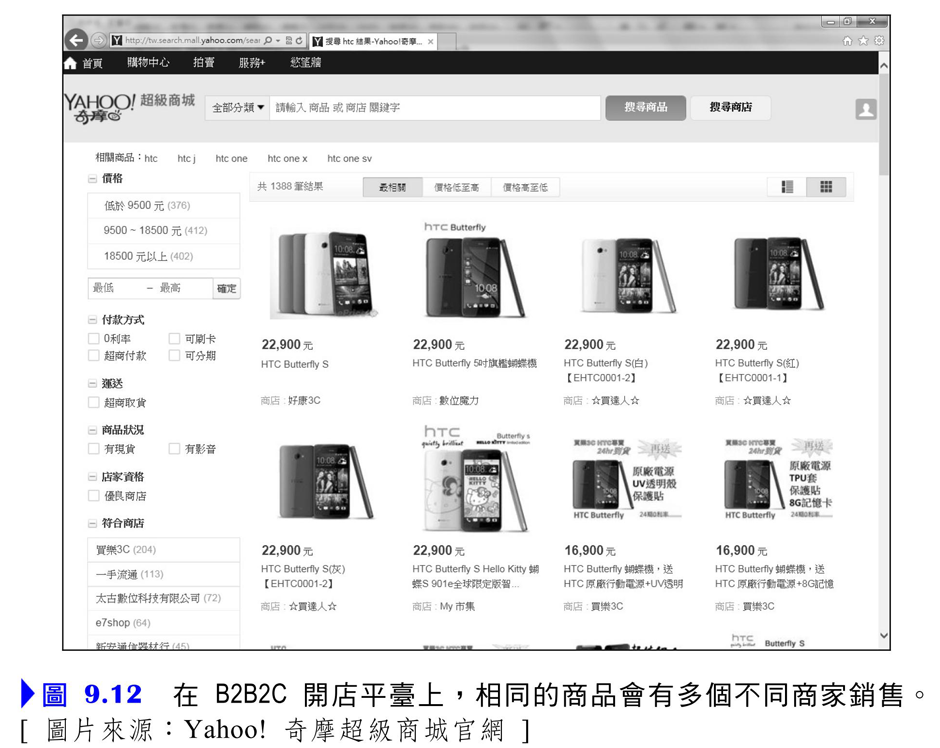 http://tw.search.mall.yahoo.com/sear
搜尋 htc 結果-Yahoo!奇摩...
首頁 購物中心 拍賣 服務+ 慾望牆
YAHOO! 奇摩 超級商城
全部分類 請輸入 商品 或 商店 關鍵字 搜尋商品 搜尋商店
相關商品：htc htc j htc one htc one x htc one sv
價格
低於 9500 元 (376)
9500 ~ 18500 元 (412)
18500 元以上 (402)
最低 – 最高 確定
付款方式
0利率 可刷卡
超商付款 可分期
運送
超商取貨
商品狀況
有現貨 有影音
店家資格
優良商店
符合商店
買樂3C (204)
一手流通 (113)
太古數位科技有限公司 (72)
e7shop (64)
新安通信器材行 (45)
共 1388 筆結果 最相關 價格低至高 價格高至低
hTC Butterfly
22,900 元
HTC Butterfly S
商店：好康3C
22,900 元
HTC Butterfly 5吋旗艦蝴蝶機
商店：數位魔力
22,900 元
HTC Butterfly S(白)
【EHTC0001-2】
商店：☆買達人☆
22,900 元
HTC Butterfly S(紅)
【EHTC0001-1】
商店：☆買達人☆
hTC
quietly brilliant
Butterfly s
HELLO KITTY
買樂3C HTC專賣
24hr到貨
再送
原廠電源
UV透明殼
保護貼
HTC Butterfly
買樂3C HTC專賣
24hr到貨
再送
原廠電源
TPU套
保護貼
8G記憶卡
HTC Butterfly
22,900 元
HTC Butterfly S(灰)
【EHTC0001-2】
商店：☆買達人☆
22,900 元
HTC Butterfly S Hello Kitty 蝴
蝶S 901e全球限定版智...
商店：My 市集
16,900 元
HTC Butterfly 蝴蝶機，送
HTC 原廠行動電源+UV透明
商店：買樂3C
16,900 元
HTC Butterfly 蝴蝶機，送
HTC 原廠行動電源+8G記憶
商店：買樂3C
hTC
Butterfly S
圖 9.12 在 B2B2C 開店平臺上，相同的商品會有多個不同商家銷售。
[ 圖片來源：Yahoo! 奇摩超級商城官網 ]